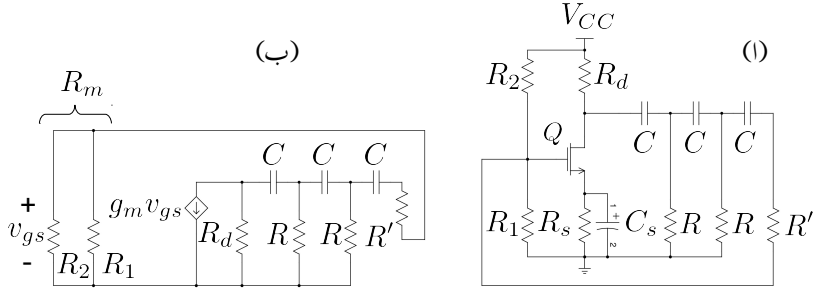 (ب)
R_m
+
v_gs
-
R_2
R_1
g_m v_gs
R_d
C
C
C
R
R
R'
(ا)
V_CC
R_2
R_d
Q
C
C
C
R_1
R_s
1
+
2
C_s
R
R
R'